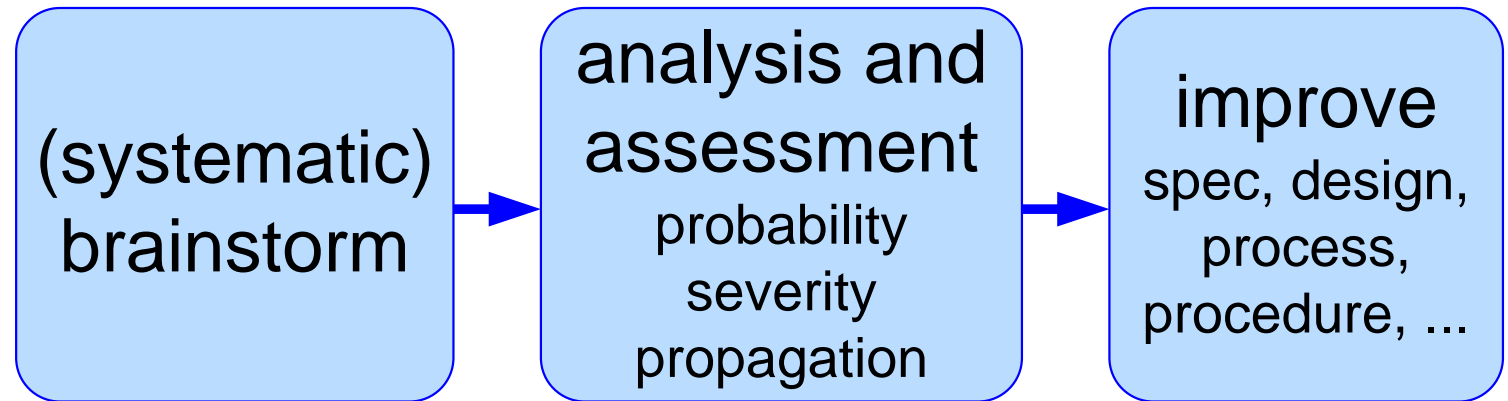 (systematic)
brainstorm
analysis and
assessment
probability
severity
propagation
improve
spec, design,
process,
procedure, ...